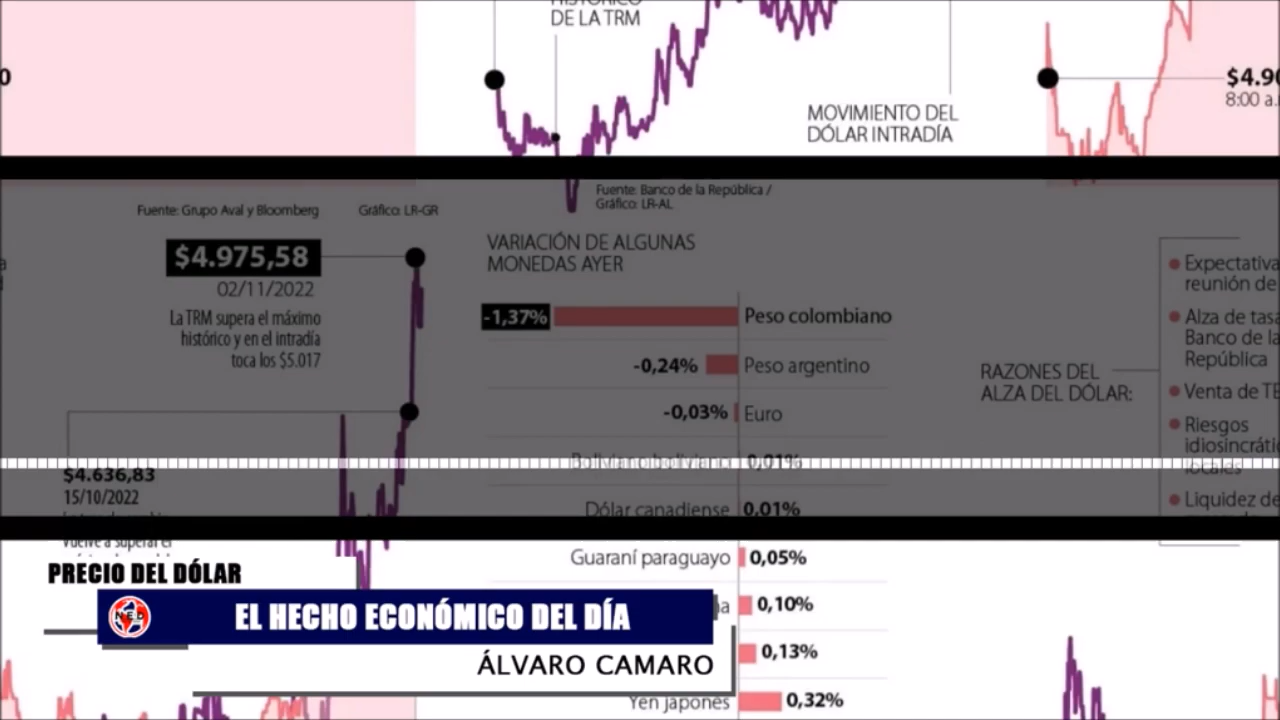 HISTÓRICO
DE LA TRM
MOVIMIENTO DEL
DÓLAR INTRADÍA
8:00
Fuente: Banco de la República /
Gráfico: LR-AL
Fuente: Grupo Aval y Bloomberg
Gráfico: LR-GR
$4.975,58
02/11/2022
La TRM supera el máximo
histórico y en el intradía
toca los $5.017
$4.636,83
15/10/2022
Vuelve a superar el
VARIACIÓN DE ALGUNAS
MONEDAS AYER
-1,37% Peso colombiano
-0,24% Peso argentino
-0,03% Euro
Boliviano boliviano 0,01%
Dólar canadiense 0,01%
Guaraní paraguayo 0,05%
0,10%
0,13%
Yen japonés 0,32%
RAZONES DEL
ALZA DEL DÓLAR:
Expectativa
reunión de
Alza de tasa
Banco de la
República
Venta de
Riesgos
locales
Liquidez de
PRECIO DEL DÓLAR
EL HECHO ECONÓMICO DEL DÍA
ÁLVARO CAMARO